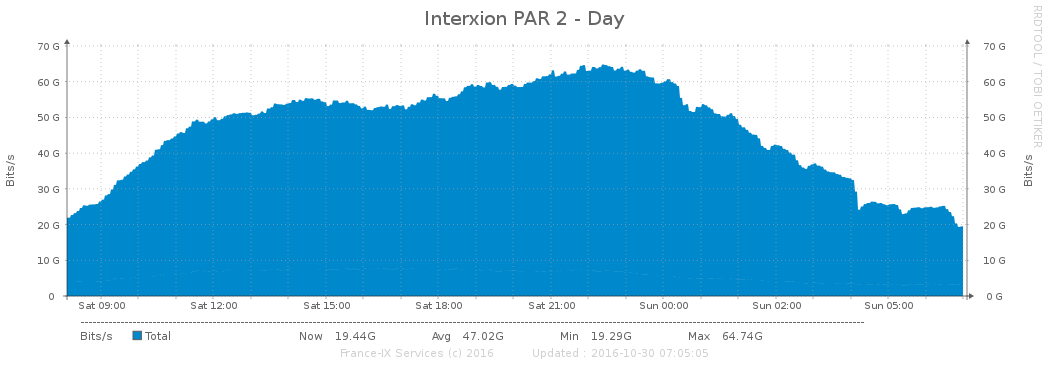 Interxion PAR 2 - Day
RRDTOOL / TOBI OETIKER
Bits/s
70 G
60 G
50 G
40 G
30 G
20 G
10 G
0
70 G
60 G
50 G
40 G
30 G
20 G
10 G
0 G
Bits/s
Sat 09:00 Sat 12:00 Sat 15:00 Sat 18:00 Sat 21:00 Sun 00:00 Sun 02:00 Sun 05:00
Bits/s Total Now 19.44G Avg 47.02G Min 19.29G Max 64.74G
France-IX Services (c) 2016 Updated : 2016-10-30 07:05:05